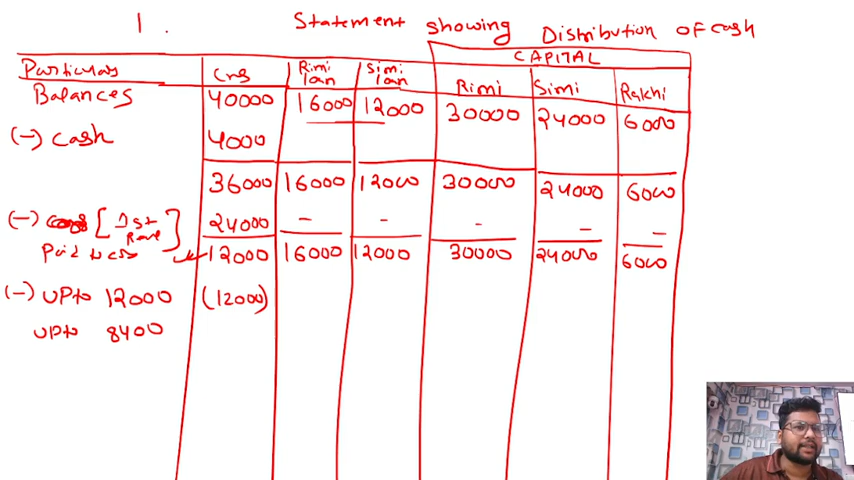 1. Statement showing Distribution of cash
CAPITAL
Particulars Crs Rimi loan Simi loan Rimi Simi Rakhi
Balances 40000 16000 12000 30000 24000 6000
(-) cash 4000
36000 16000 12000 30000 24000 6000
(-) [1st 24000 - - - - -
Paid to crs 12000 16000 12000 30000 24000 6000
(-) UPto 12000 (12000)
UPto 8400